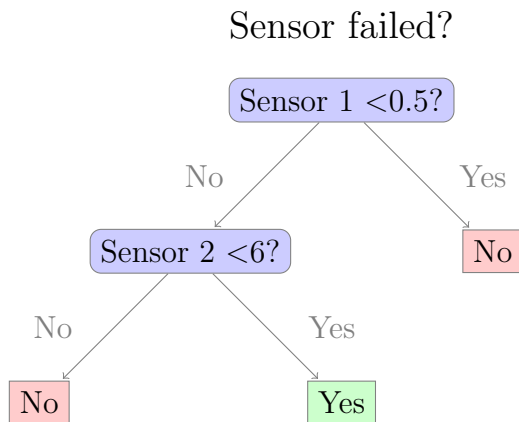 Sensor failed?
Sensor 1 <0.5?
No
Yes
Sensor 2 <6?
No
No
Yes
No
Yes